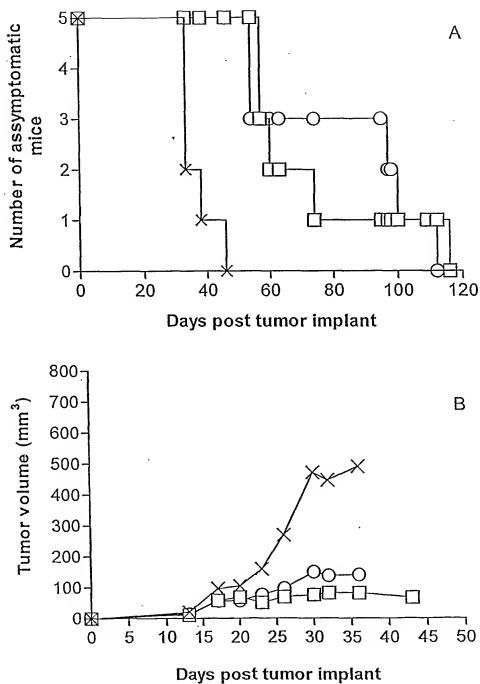 A
5
4
3
2
1
0
Number of assymptomatic
mice
0 20 40 60 80 100 120
Days post tumor implant
B
800
700
600
500
400
300
200
100
0
Tumor volume (mm³)
0 5 10 15 20 25 30 35 40 45 50
Days post tumor implant